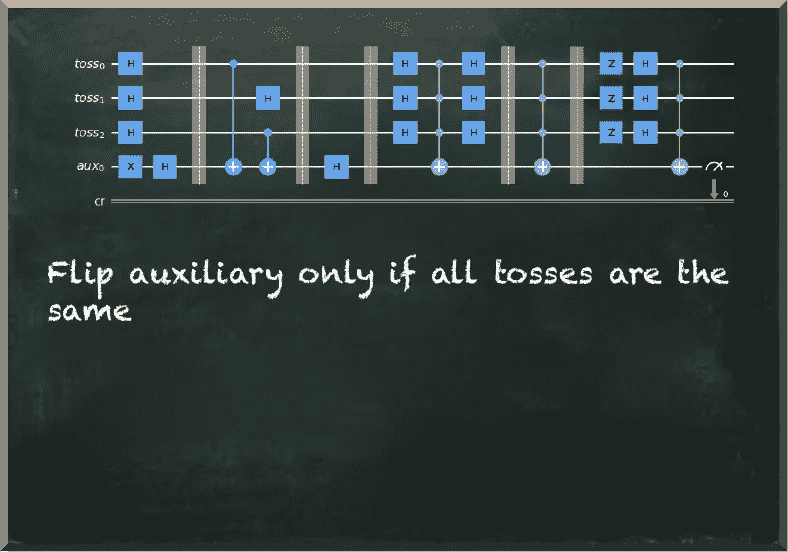 toss₀ H H H Z H
toss₁ H H H Z H
toss₂ H H H Z H
aux₀ X H H
cr 0
Flip auxiliary only if all tosses are the
same